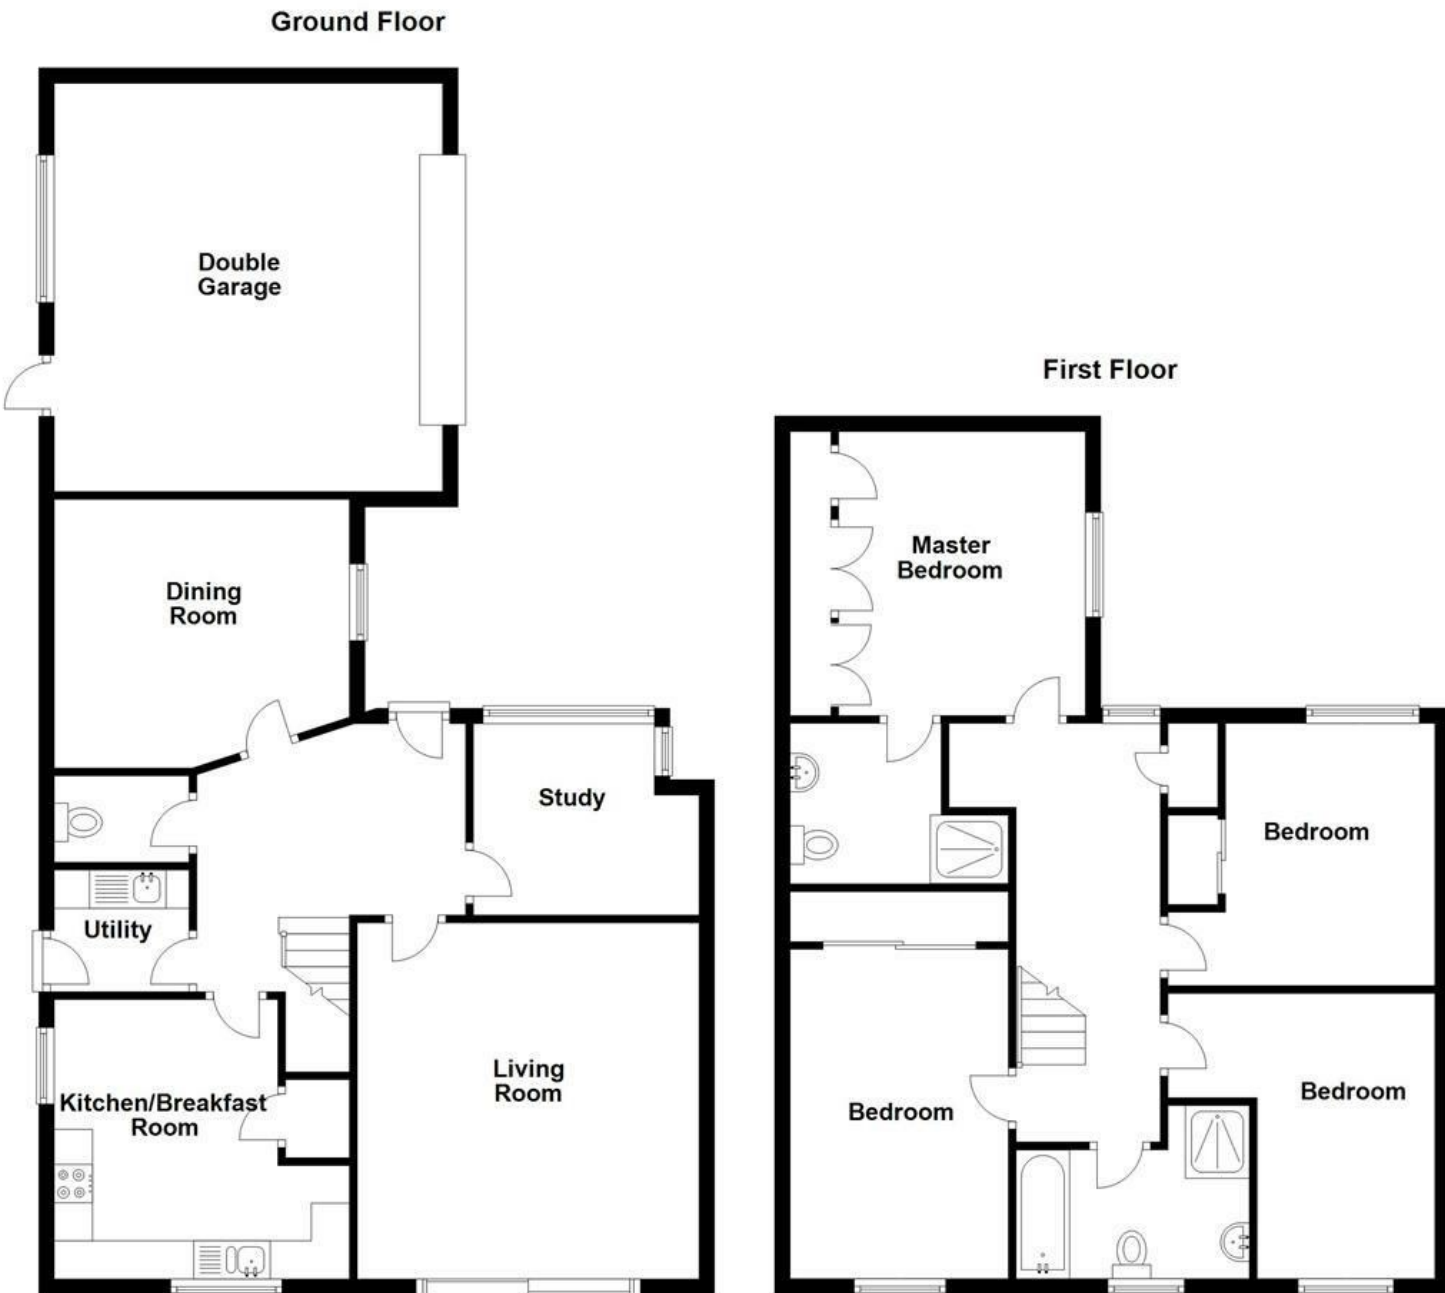 Ground Floor
Double
Garage
Dining
Room
Study
Utility
Living
Room
Kitchen/Breakfast
Room
First Floor
Master
Bedroom
Bedroom
Bedroom
Bedroom